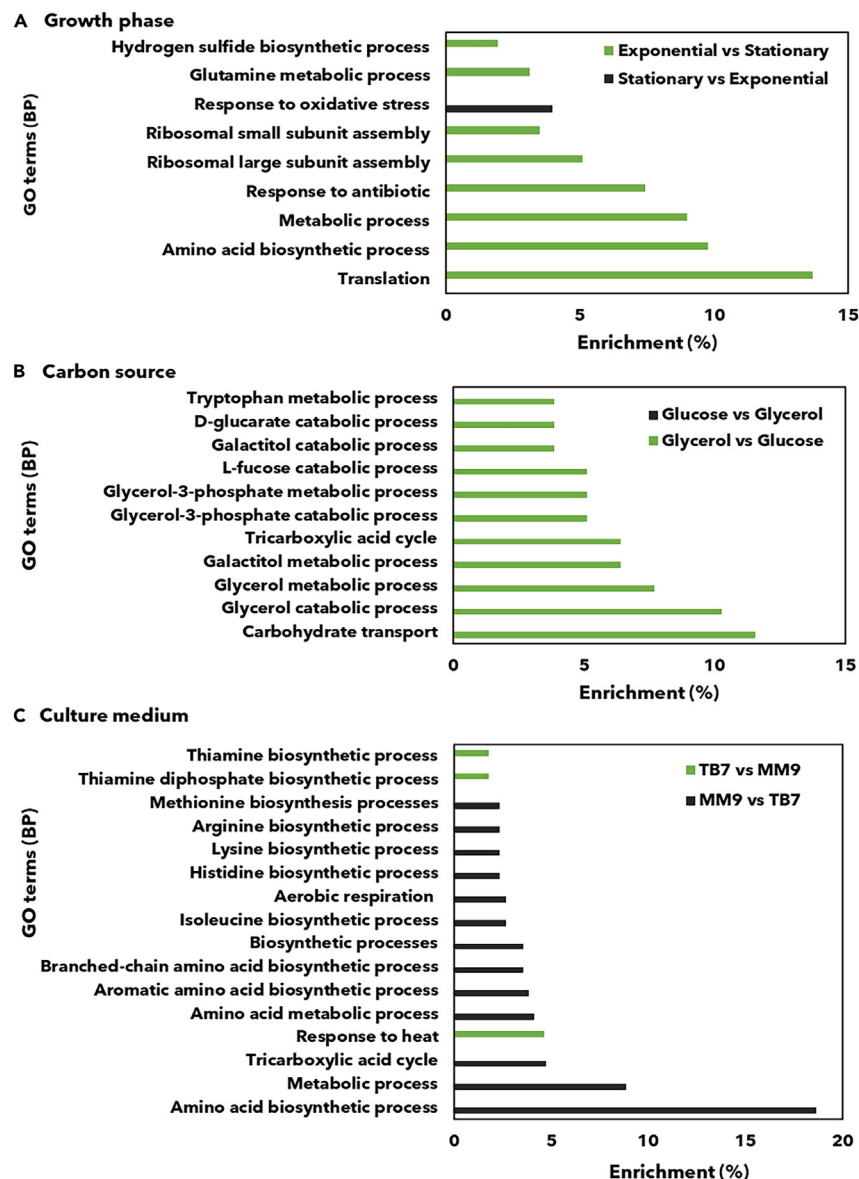 A Growth phase
GO terms (BP)
Hydrogen sulfide biosynthetic process
Glutamine metabolic process
Response to oxidative stress
Ribosomal small subunit assembly
Ribosomal large subunit assembly
Response to antibiotic
Metabolic process
Amino acid biosynthetic process
Translation
Exponential vs Stationary
Stationary vs Exponential
0 5 10 15
Enrichment (%)
B Carbon source
GO terms (BP)
Tryptophan metabolic process
D-glucarate catabolic process
Galactitol catabolic process
L-fucose catabolic process
Glycerol-3-phosphate metabolic process
Glycerol-3-phosphate catabolic process
Tricarboxylic acid cycle
Galactitol metabolic process
Glycerol metabolic process
Glycerol catabolic process
Carbohydrate transport
Glucose vs Glycerol
Glycerol vs Glucose
0 5 10 15
Enrichment (%)
C Culture medium
GO terms (BP)
Thiamine biosynthetic process
Thiamine diphosphate biosynthetic process
Methionine biosynthesis processes
Arginine biosynthetic process
Lysine biosynthetic process
Histidine biosynthetic process
Aerobic respiration
Isoleucine biosynthetic process
Biosynthetic processes
Branched-chain amino acid biosynthetic process
Aromatic amino acid biosynthetic process
Amino acid metabolic process
Response to heat
Tricarboxylic acid cycle
Metabolic process
Amino acid biosynthetic process
TB7 vs MM9
MM9 vs TB7
0 5 10 15 20
Enrichment (%)